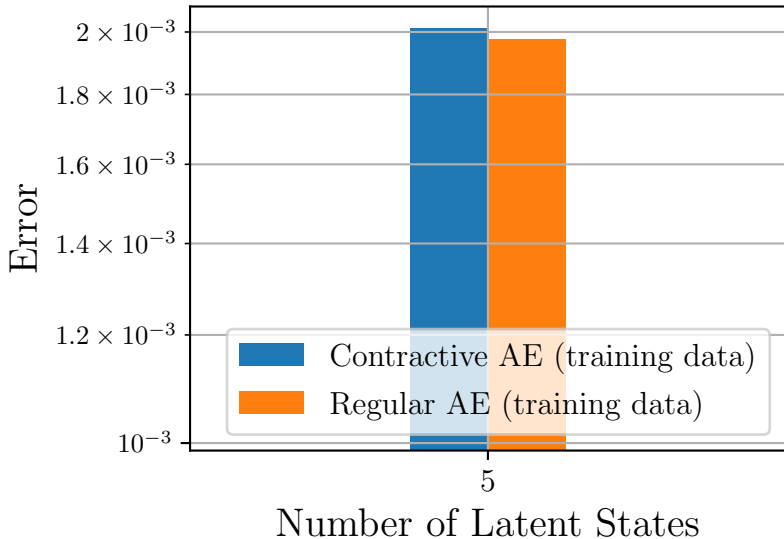 2 × 10⁻³
1.8 × 10⁻³
1.6 × 10⁻³
1.4 × 10⁻³
1.2 × 10⁻³
10⁻³
Error
Contractive AE (training data)
Regular AE (training data)
5
Number of Latent States